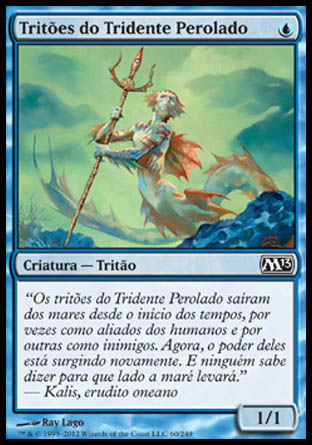 Tritões do Tridente Perolado
Criatura — Tritão
M13
“Os tritões do Tridente Perolado saíram
dos mares desde o início dos tempos, por
vezes como aliados dos humanos e por
outras como inimigos. Agora, o poder deles
está surgindo novamente. E ninguém sabe
dizer para que lado a maré levará.”
— Kalis, erudito oneano
Ray Lago
™ & © 1993–2012 Wizards of the Coast LLC 60/249
1/1